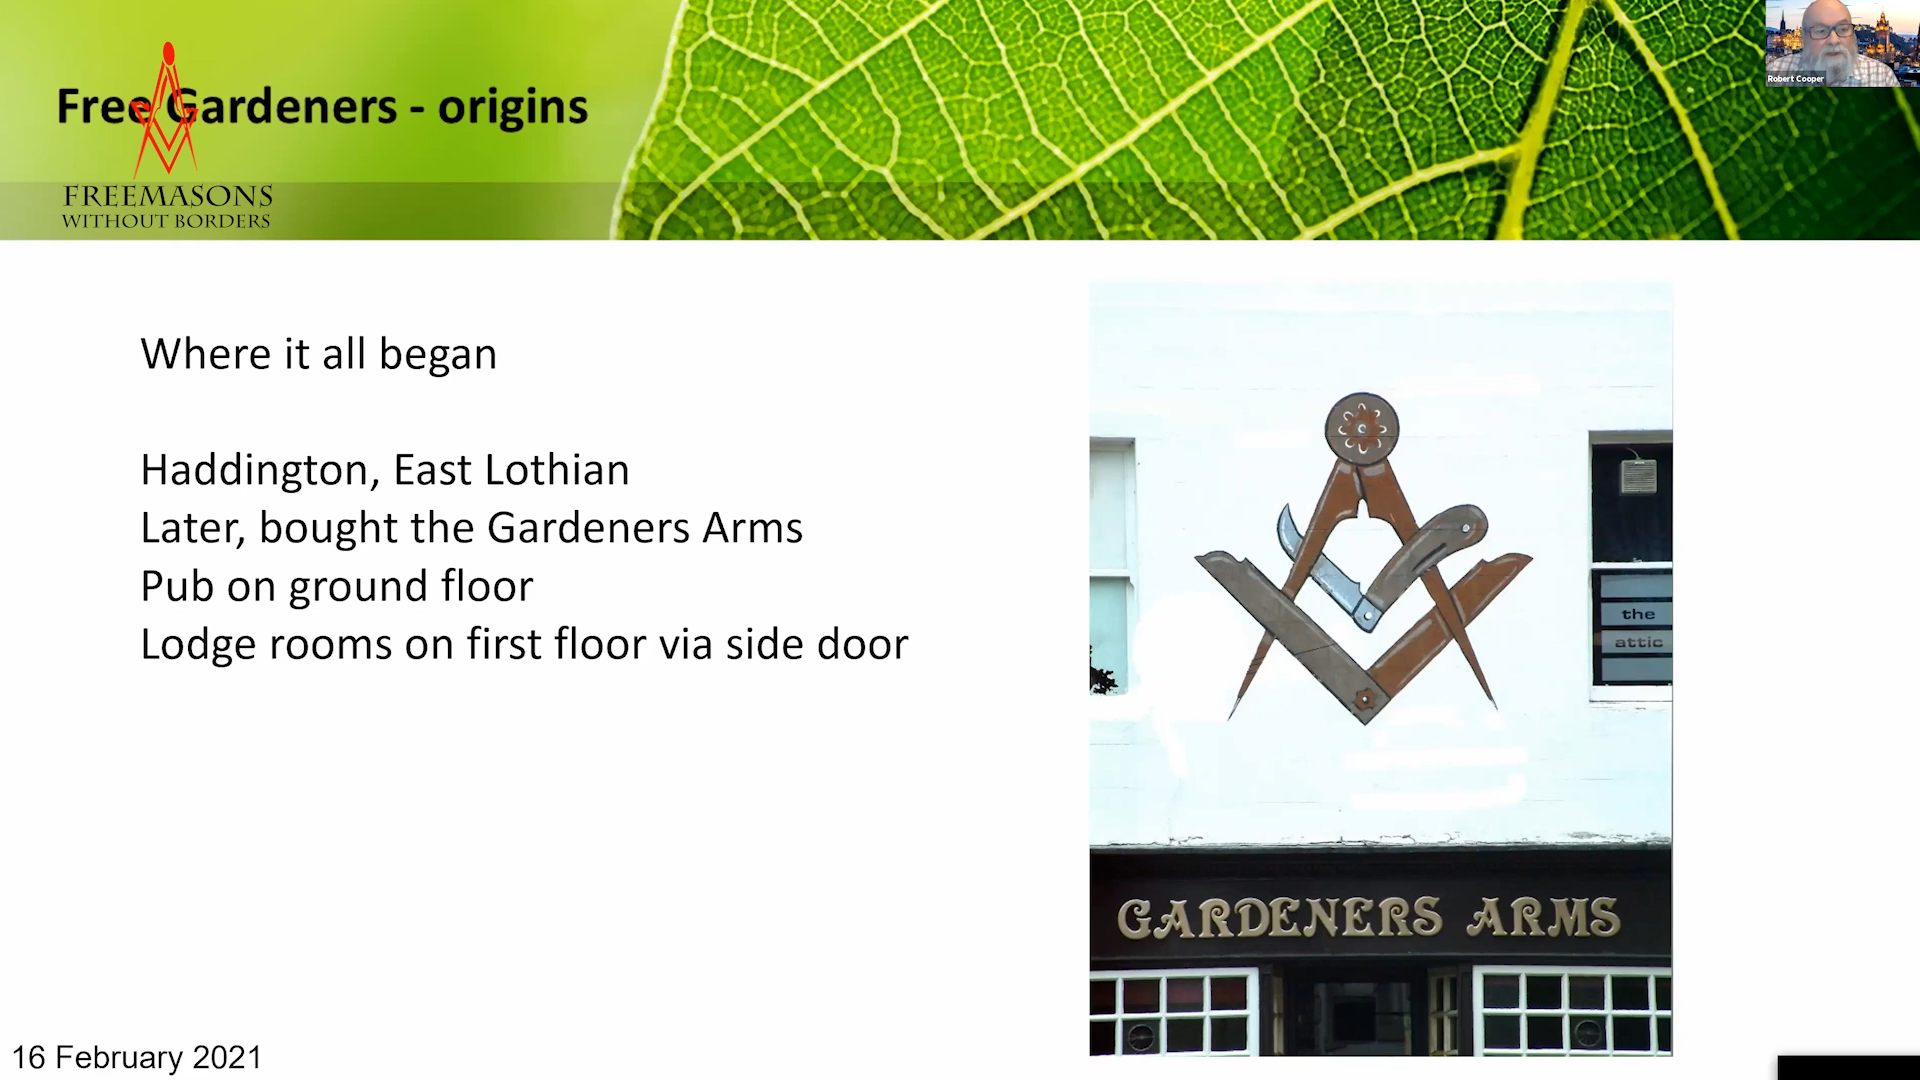 Free Gardeners - origins
FREEMASONS
WITHOUT BORDERS
Robert Cooper
Where it all began
Haddington, East Lothian
Later, bought the Gardeners Arms
Pub on ground floor
Lodge rooms on first floor via side door
the
attic
GARDENERS ARMS
16 February 2021